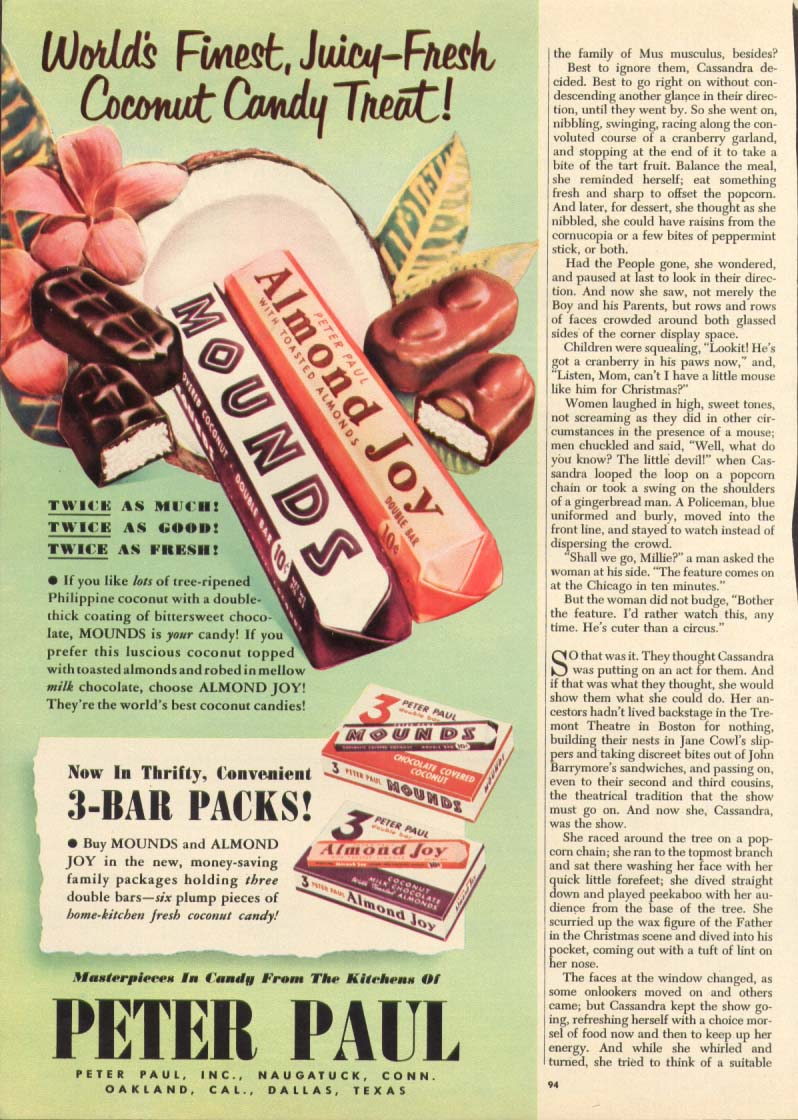 World's Finest, Juicy-Fresh
Coconut Candy Treat!
MOUNDS
COVERED COCONUT · DOUBLE BAR
10¢
PETER PAUL
Almond Joy
WITH TOASTED ALMONDS
DOUBLE BAR
10¢
TWICE AS MUCH!
TWICE AS GOOD!
TWICE AS FRESH!
● If you like lots of tree-ripened
Philippine coconut with a double-
thick coating of bittersweet choco-
late, MOUNDS is your candy! If you
prefer this luscious coconut topped
with toasted almonds and robed in mellow
milk chocolate, choose ALMOND JOY!
They're the world's best coconut candies!
3 PETER PAUL
double bar
MOUNDS
CHOCOLATE COVERED
COCONUT
3 PETER PAUL MOUNDS
MOUNDS
3 PETER PAUL
double bar
Almond Joy
COCONUT
MILK CHOCOLATE
With Toasted ALMONDS
3 PETER PAUL Almond Joy
Almond Joy
Now In Thrifty, Convenient
3-BAR PACKS!
● Buy MOUNDS and ALMOND
JOY in the new, money-saving
family packages holding three
double bars—six plump pieces of
home-kitchen fresh coconut candy!
Masterpieces In Candy From The Kitchens Of
PETER PAUL
PETER PAUL, INC., NAUGATUCK, CONN.
OAKLAND, CAL., DALLAS, TEXAS
the family of Mus musculus, besides?
Best to ignore them, Cassandra de-
cided. Best to go right on without con-
descending another glance in their direc-
tion, until they went by. So she went on,
nibbling, swinging, racing along the con-
voluted course of a cranberry garland,
and stopping at the end of it to take a
bite of the tart fruit. Balance the meal,
she reminded herself; eat something
fresh and sharp to offset the popcorn.
And later, for dessert, she thought as she
nibbled, she could have raisins from the
cornucopia or a few bites of peppermint
stick, or both.
Had the People gone, she wondered,
and paused at last to look in their direc-
tion. And now she saw, not merely the
Boy and his Parents, but rows and rows
of faces crowded around both glassed
sides of the corner display space.
Children were squealing, "Lookit! He's
got a cranberry in his paws now," and,
"Listen, Mom, can't I have a little mouse
like him for Christmas?"
Women laughed in high, sweet tones,
not screaming as they did in other cir-
cumstances in the presence of a mouse;
men chuckled and said, "Well, what do
you know? The little devil!" when Cas-
sandra looped the loop on a popcorn
chain or took a swing on the shoulders
of a gingerbread man. A Policeman, blue
uniformed and burly, moved into the
front line, and stayed to watch instead of
dispersing the crowd.
"Shall we go, Millie?" a man asked the
woman at his side. "The feature comes on
at the Chicago in ten minutes."
But the woman did not budge, "Bother
the feature. I'd rather watch this, any
time. He's cuter than a circus."
SO that was it. They thought Cassandra
was putting on an act for them. And
if that was what they thought, she would
show them what she could do. Her an-
cestors hadn't lived backstage in the Tre-
mont Theatre in Boston for nothing,
building their nests in Jane Cowl's slip-
pers and taking discreet bites out of John
Barrymore's sandwiches, and passing on,
even to their second and third cousins,
the theatrical tradition that the show
must go on. And now she, Cassandra,
was the show.
She raced around the tree on a pop-
corn chain; she ran to the topmost branch
and sat there washing her face with her
quick little forefeet; she dived straight
down and played peekaboo with her au-
dience from the base of the tree. She
scurried up the wax figure of the Father
in the Christmas scene and dived into his
pocket, coming out with a tuft of lint on
her nose.
The faces at the window changed, as
some onlookers moved on and others
came; but Cassandra kept the show go-
ing, refreshing herself with a choice mor-
sel of food now and then to keep up her
energy. And while she whirled and
turned, she tried to think of a suitable
94